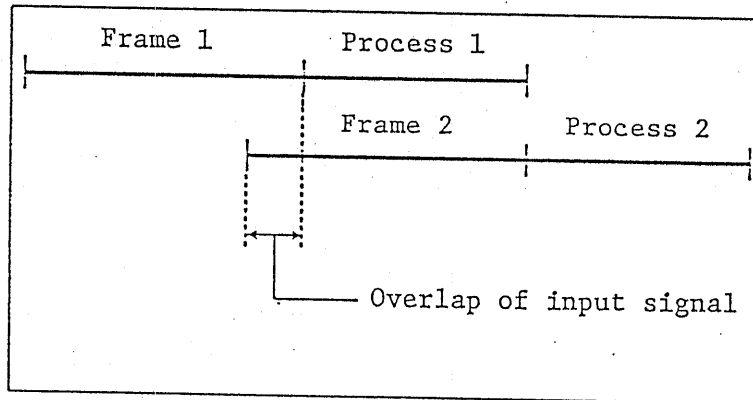 Frame 1 Process 1
Frame 2 Process 2
Overlap of input signal